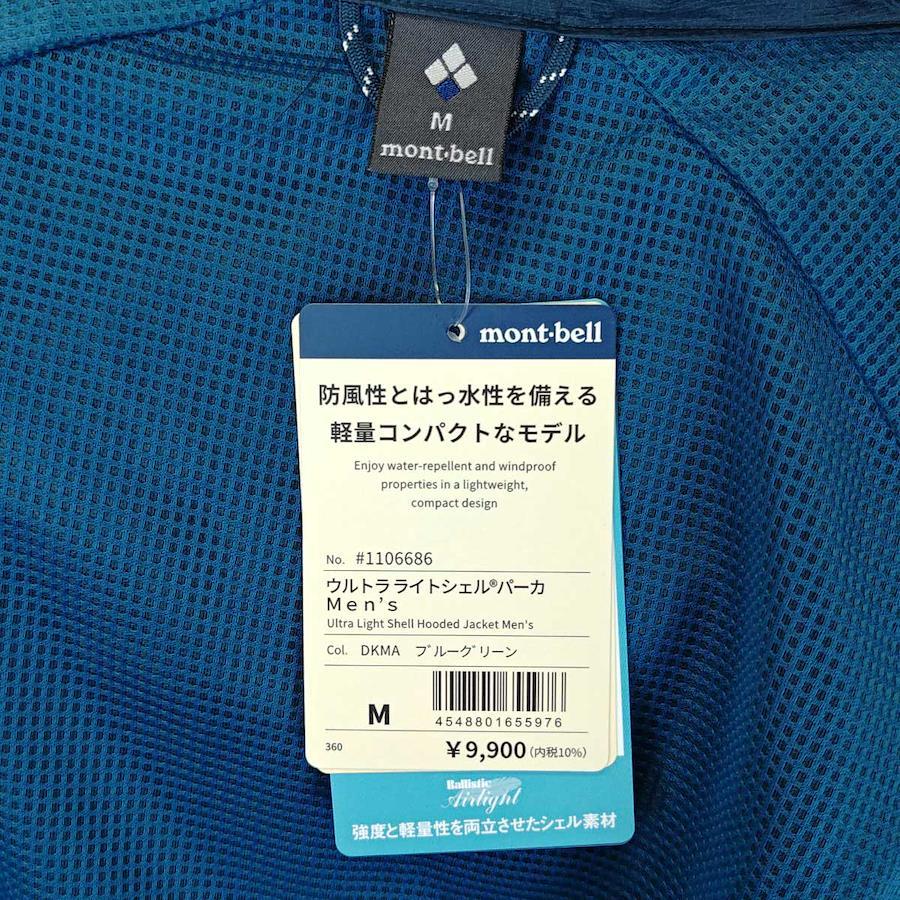 M
mont·bell
mont·bell
防風性とはっ水性を備える
軽量コンパクトなモデル
Enjoy water-repellent and windproof
properties in a lightweight,
compact design
No. #1106686
ウルトラライトシェル®パーカ
Ｍｅｎ’ｓ
Ultra Light Shell Hooded Jacket Men's
Col. DKMA ブルーグリーン
M
4548801655976
360
￥9,900 (内税10%)
Ballistic
Airlight
強度と軽量性を両立させたシェル素材